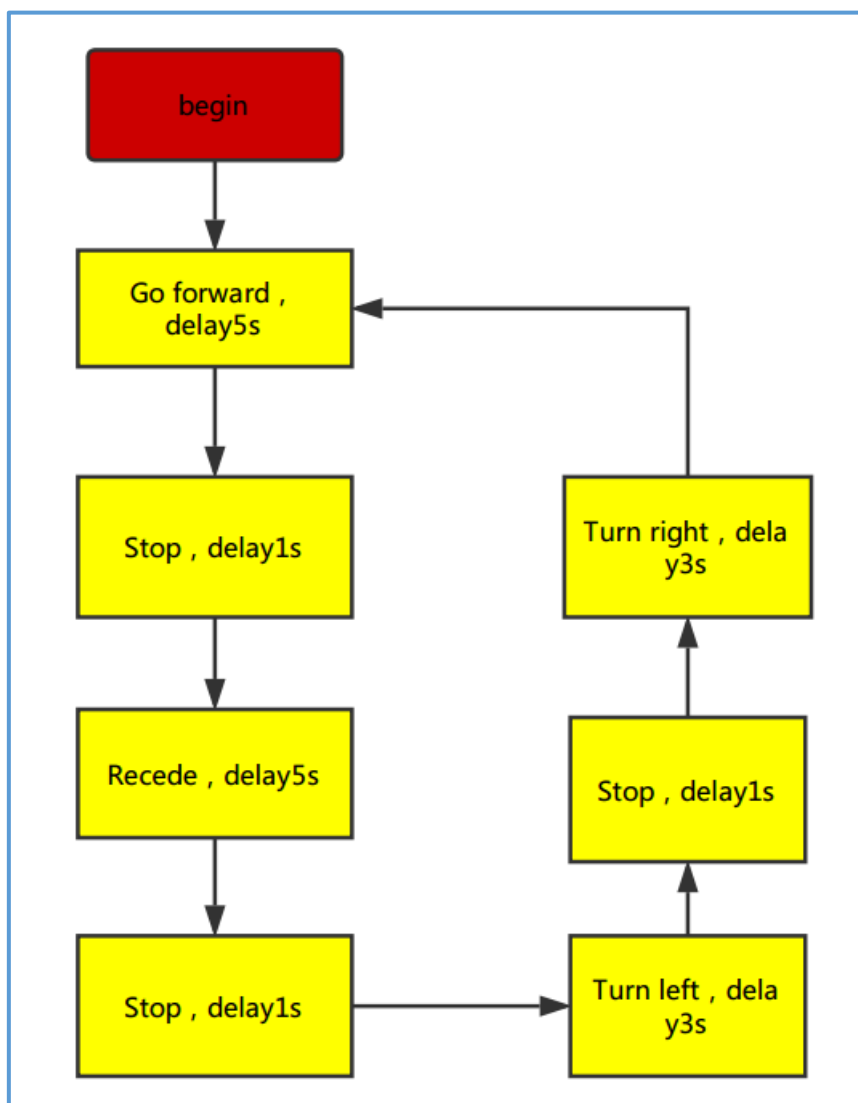 begin
Go forward，
delay5s
Stop，delay1s
Recede，delay5s
Stop，delay1s
Turn left，dela
y3s
Stop，delay1s
Turn right，dela
y3s